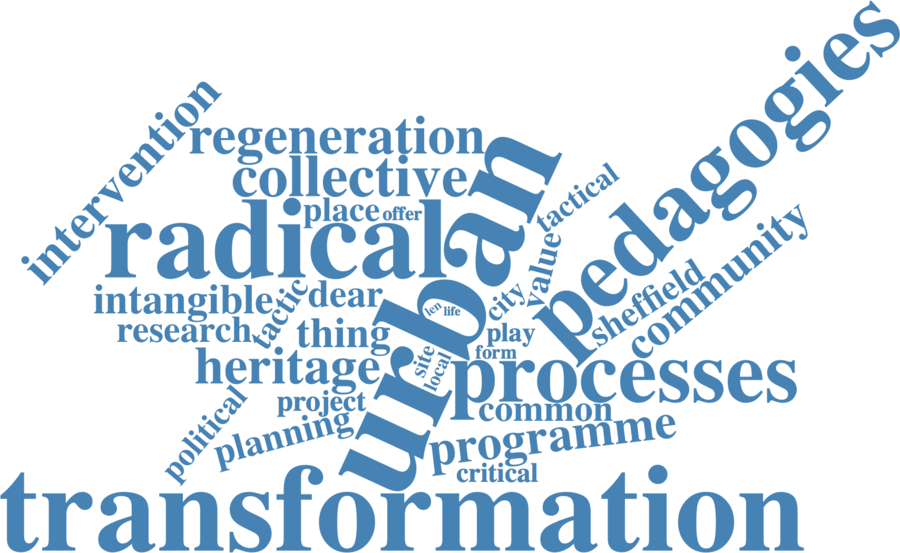 pedagogies
intervention
regeneration
collective
urban
tactical
radical
place
offer
community
value
sheffield
intangible
dear
tactic
len
life
city
research
thing
play
form
heritage
site
local
processes
project
common
political
planning
programme
critical
transformation